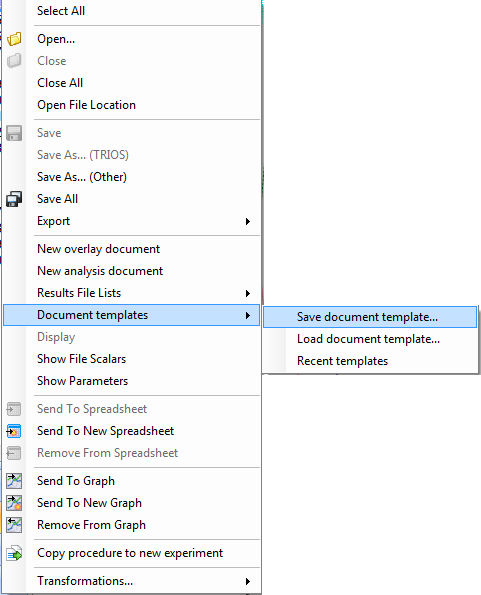 Select All
Open...
Close
Close All
Open File Location
Save
Save As... (TRIOS)
Save As... (Other)
Save All
Export
New overlay document
New analysis document
Results File Lists
Document templates
Save document template...
Load document template...
Recent templates
Display
Show File Scalars
Show Parameters
Send To Spreadsheet
Send To New Spreadsheet
Remove From Spreadsheet
Send To Graph
Send To New Graph
Remove From Graph
Copy procedure to new experiment
Transformations...